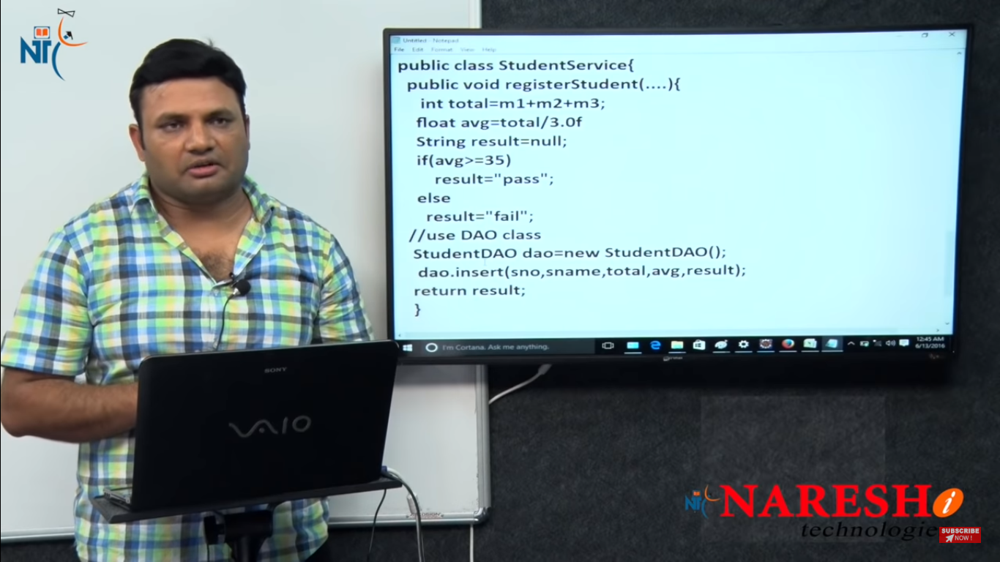 NT
Untitled - Notepad
File Edit Format View Help
public class StudentService{
public void registerStudent(....){
int total=m1+m2+m3;
float avg=total/3.0f
String result=null;
if(avg>=35)
result="pass";
else
result="fail";
//use DAO class
StudentDAO dao=new StudentDAO();
dao.insert(sno,sname,total,avg,result);
return result;
}
I'm Cortana. Ask me anything.
12:45 AM
6/13/2016
SONY
VAIO
NT NARESH i
technologie
SUBSCRIBE
NOW !